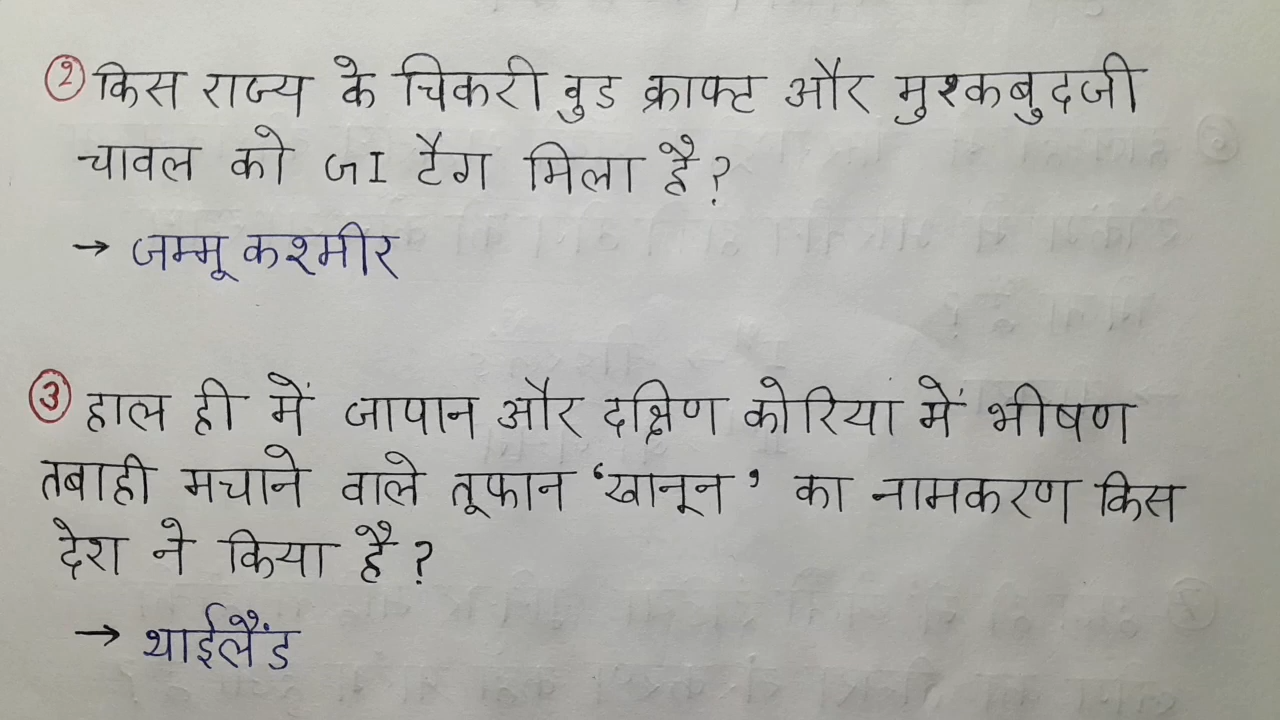 ② किस राज्य के चिकरी वुड क्राफ्ट और मुश्कबुदजी
चावल को GI टैग मिला है?
→ जम्मू कश्मीर
③ हाल ही में जापान और दक्षिण कोरिया में भीषण
तबाही मचाने वाले तूफान ‘खानून’ का नामकरण किस
देश ने किया है?
→ थाईलैंड